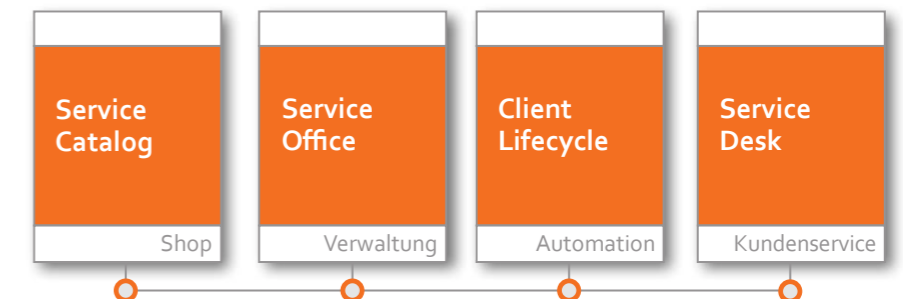 Service
Catalog
Shop
Service
Office
Verwaltung
Client
Lifecycle
Automation
Service
Desk
Kundenservice